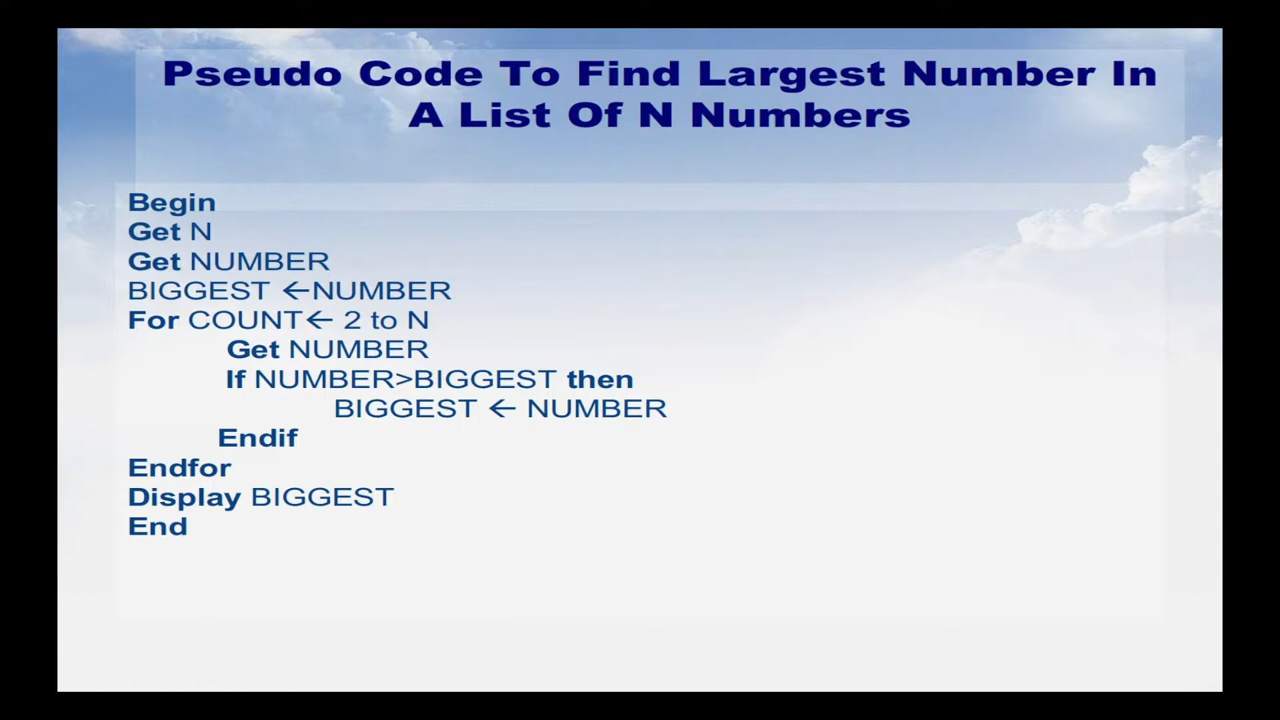 Pseudo Code To Find Largest Number In
A List Of N Numbers
Begin
Get N
Get NUMBER
BIGGEST ←NUMBER
For COUNT← 2 to N
Get NUMBER
If NUMBER>BIGGEST then
BIGGEST ← NUMBER
Endif
Endfor
Display BIGGEST
End